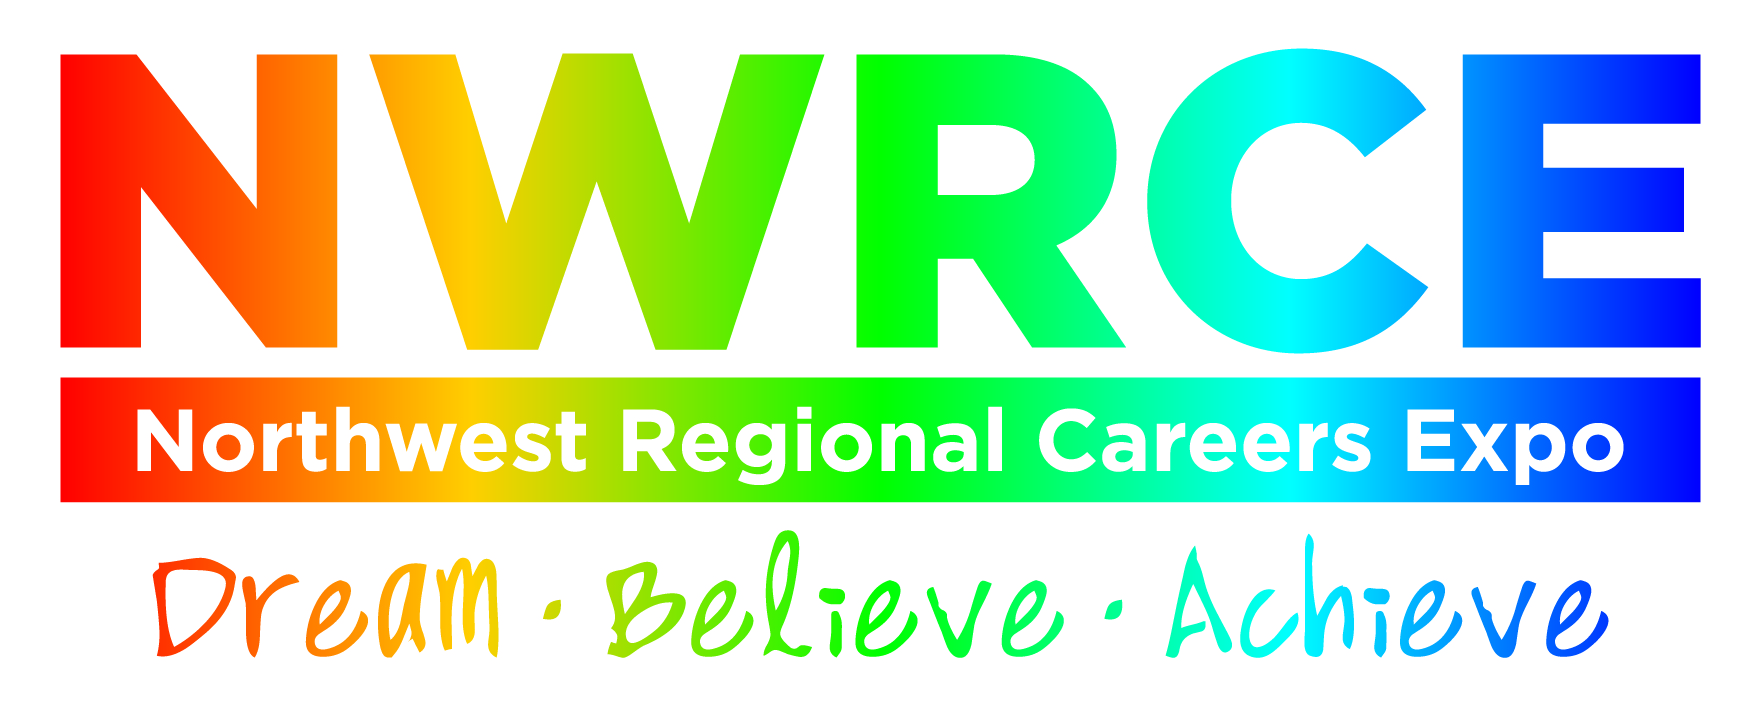 NWRCE
Northwest Regional Careers Expo
Dream · Believe · Achieve